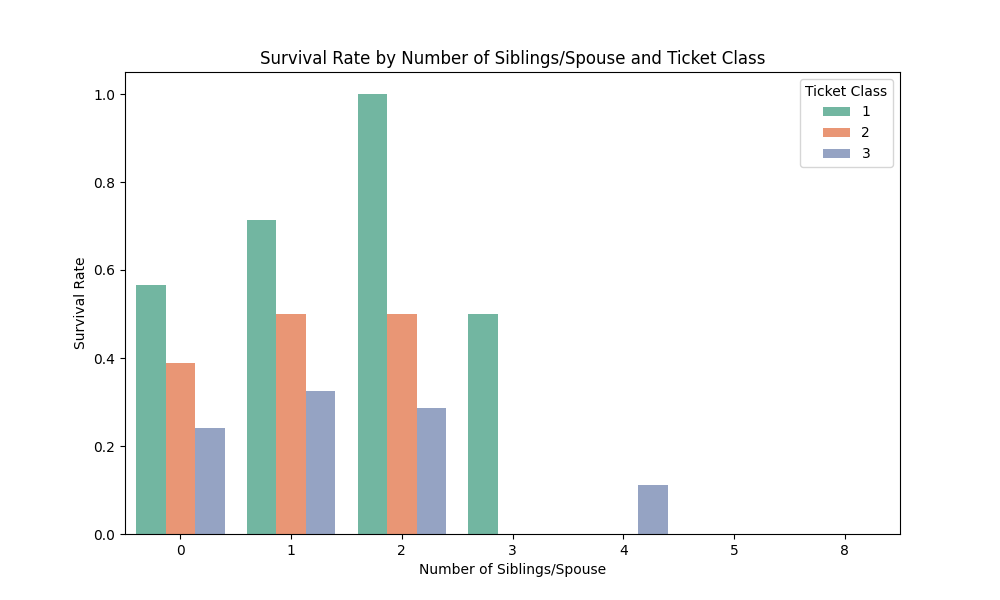 Survival Rate by Number of Siblings/Spouse and Ticket Class
Ticket Class
1
2
3
1.0
0.8
0.6
0.4
0.2
0.0
Survival Rate
0 1 2 3 4 5 8
Number of Siblings/Spouse